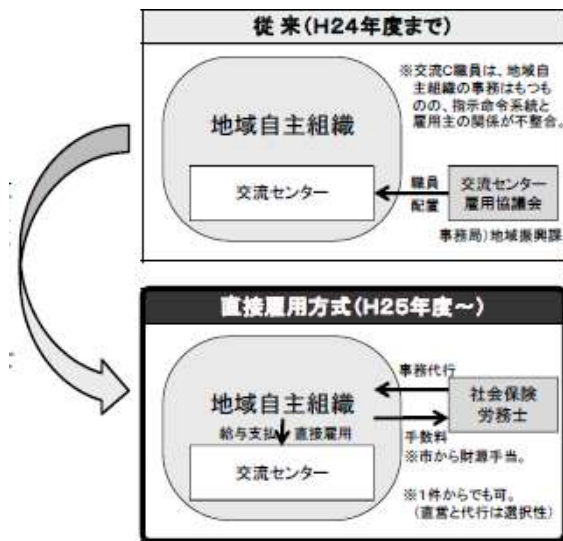 従 来(H24年度まで)
※交流C職員は、地域自
主組織の事務はもつも
のの、指示命令系統と
雇用主の関係が不整合。
地域自主組織
交流センター
職員
配置
交流センター
雇用協議会
事務局)地域振興課
直接雇用方式(H25年度~)
地域自主組織
給与支払 直接雇用
交流センター
事務代行
社会保険
労務士
手数料
※市から財源手当。
※1件からでも可。
(直営と代行は選択性)